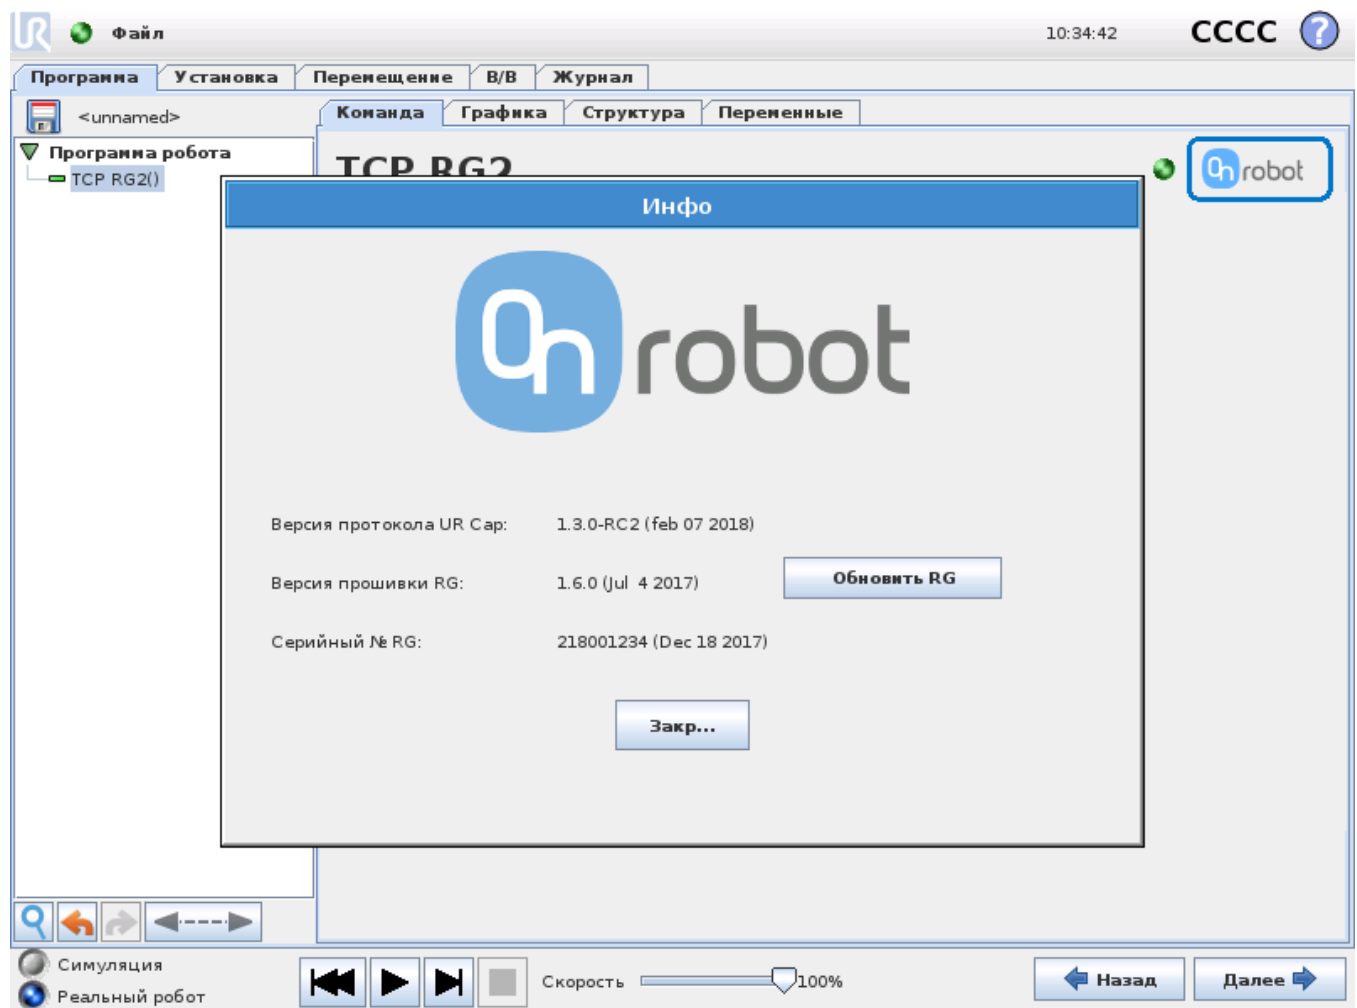 Файл
10:34:42
CCCC
?
Программа Установка Перемещение В/В Журнал
<unnamed>
Команда Графика Структура Переменные
Программа робота
TCP RG2()
TCP RG2
On robot
Инфо
On robot
Версия протокола UR Cap: 1.3.0-RC2 (feb 07 2018)
Версия прошивки RG: 1.6.0 (Jul 4 2017)
Обновить RG
Серийный № RG: 218001234 (Dec 18 2017)
Закр...
Симуляция
Реальный робот
Скорость 100%
Назад
Далее